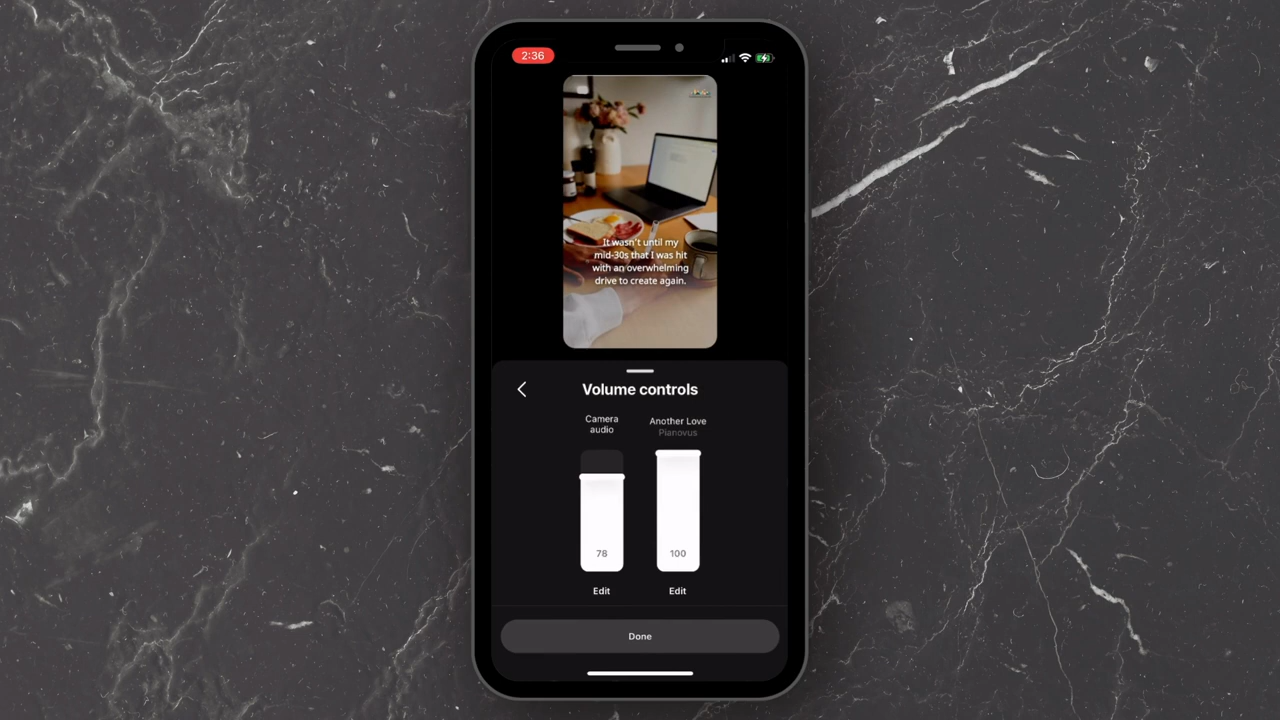 2:36
It wasn't until my
mid-30s that I was hit
with an overwhelming
drive to create again.
Volume controls
Camera
audio
Another Love
Pianovus
78
100
Edit
Edit
Done